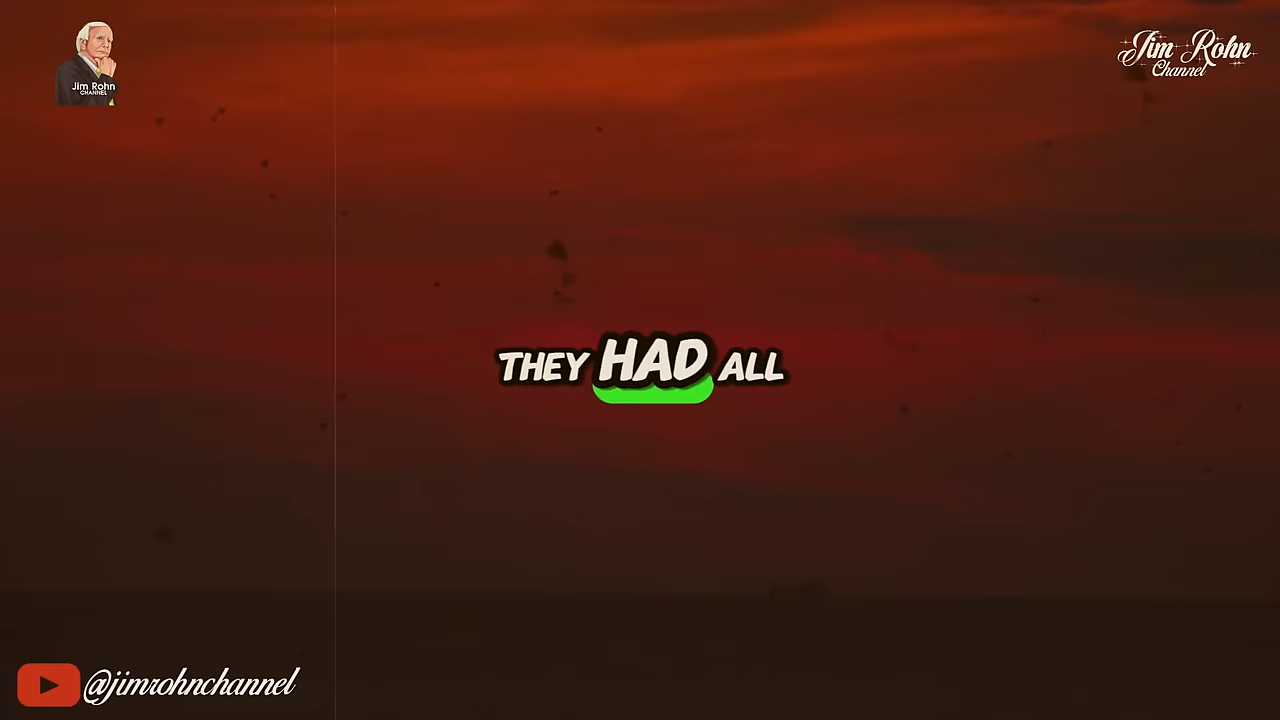 Jim Rohn
CHANNEL
Jim Rohn
Channel
THEY HAD ALL
@jimrohnchannel